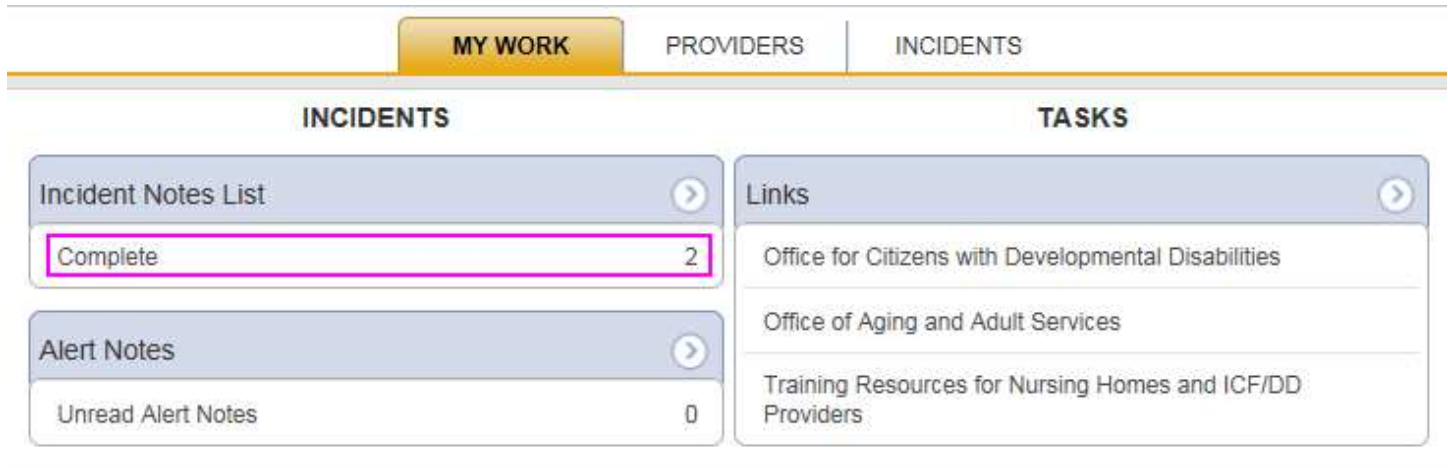 MY WORK PROVIDERS INCIDENTS
INCIDENTS
Incident Notes List
Complete 2
Alert Notes
Unread Alert Notes 0
TASKS
Links
Office for Citizens with Developmental Disabilities
Office of Aging and Adult Services
Training Resources for Nursing Homes and ICF/DD
Providers